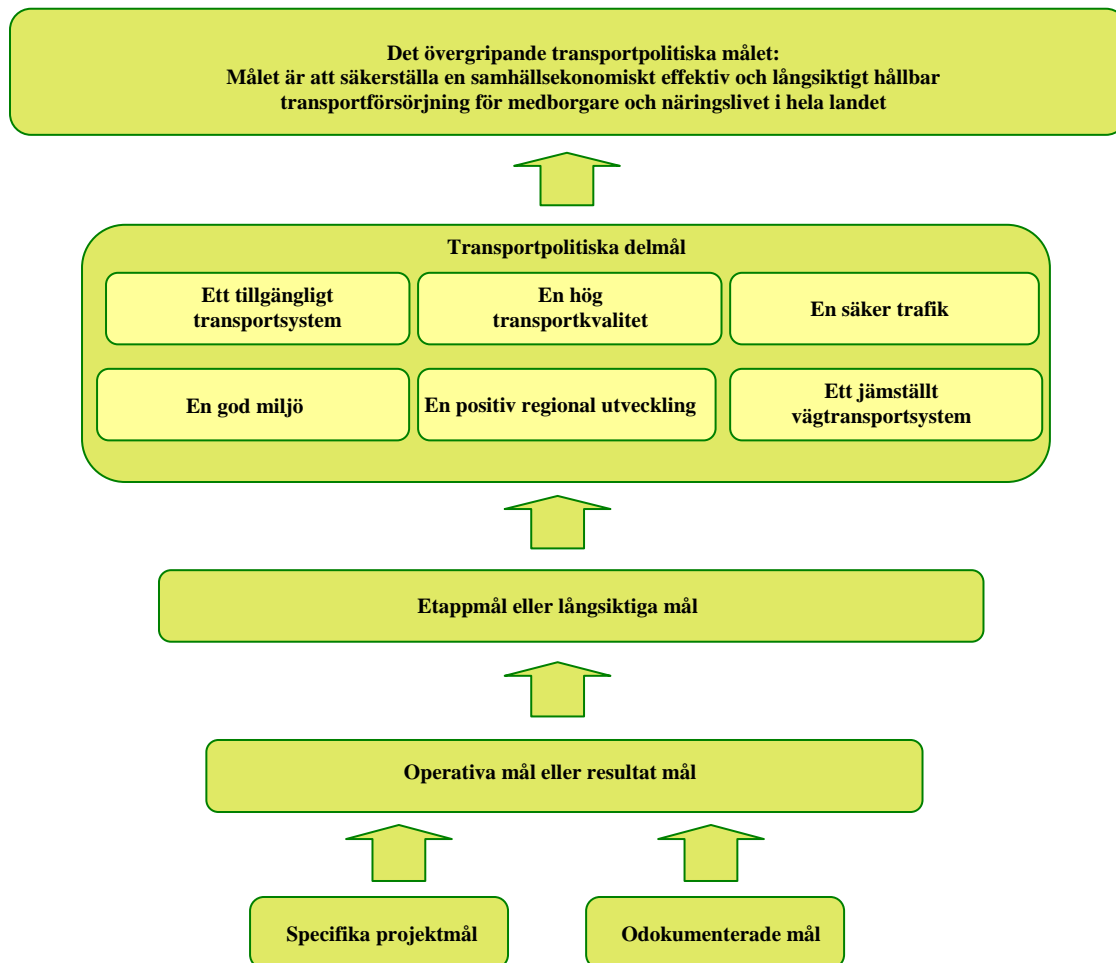 Det övergripande transportpolitiska målet:
Målet är att säkerställa en samhällsekonomiskt effektiv och långsiktigt hållbar
transportförsörjning för medborgare och näringslivet i hela landet
Transportpolitiska delmål
Ett tillgängligt
transportsystem
En hög
transportkvalitet
En säker trafik
En god miljö
En positiv regional utveckling
Ett jämställt
vägtransportsystem
Etappmål eller långsiktiga mål
Operativa mål eller resultat mål
Specifika projektmål
Odokumenterade mål